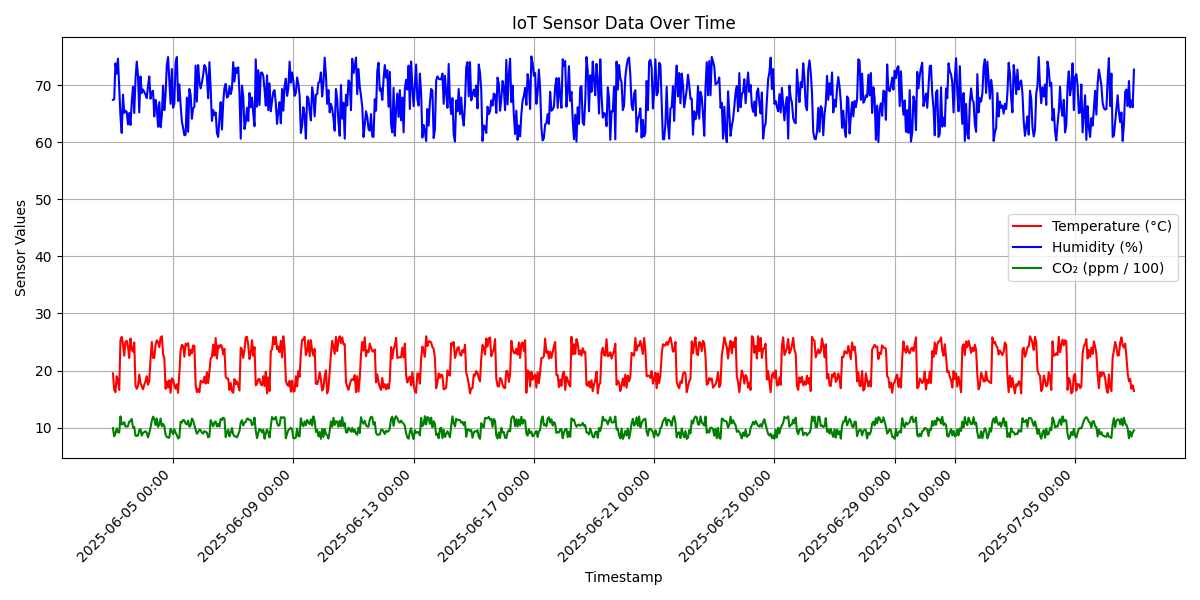 IoT Sensor Data Over Time
Sensor Values
70
60
50
40
30
20
10
Temperature (°C)
Humidity (%)
CO₂ (ppm / 100)
2025-06-05 00:00
2025-06-09 00:00
2025-06-13 00:00
2025-06-17 00:00
2025-06-21 00:00
2025-06-25 00:00
2025-06-29 00:00
2025-07-01 00:00
2025-07-05 00:00
Timestamp